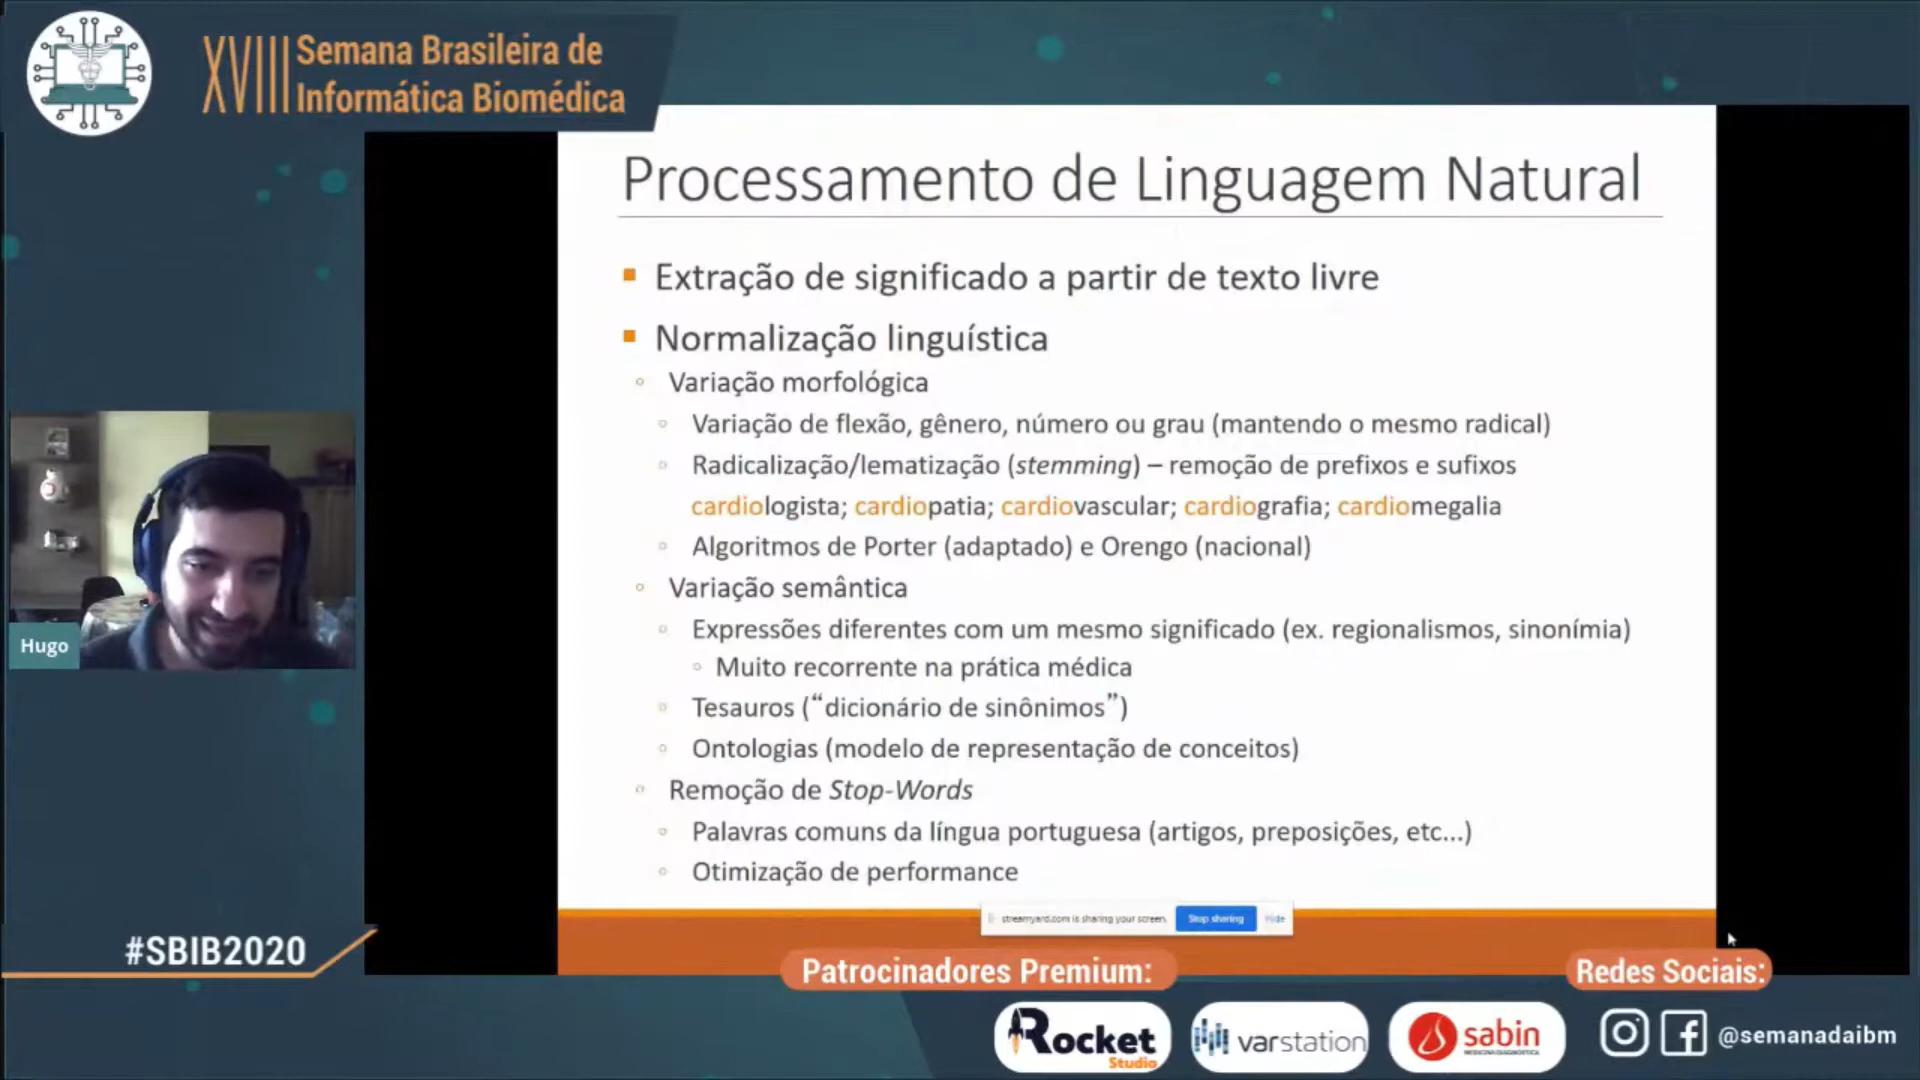 XVIII Semana Brasileira de
Informática Biomédica
Processamento de Linguagem Natural
Extração de significado a partir de texto livre
Normalização linguística
Variação morfológica
Variação de flexão, gênero, número ou grau (mantendo o mesmo radical)
Radicalização/lematização (stemming) – remoção de prefixos e sufixos
cardiologista; cardiopatia; cardiovascular; cardiografia; cardiomegalia
Algoritmos de Porter (adaptado) e Orengo (nacional)
Variação semântica
Expressões diferentes com um mesmo significado (ex. regionalismos, sinonímia)
Muito recorrente na prática médica
Tesauros (“dicionário de sinônimos”)
Ontologias (modelo de representação de conceitos)
Remoção de Stop-Words
Palavras comuns da língua portuguesa (artigos, preposições, etc...)
Otimização de performance
Hugo
streamyard.com is sharing your screen. Stop sharing Hide
#SBIB2020
Patrocinadores Premium:
Redes Sociais:
Rocket
Studio
varstation
sabin
MEDICINA DIAGNÓSTICA
@semanadaibm